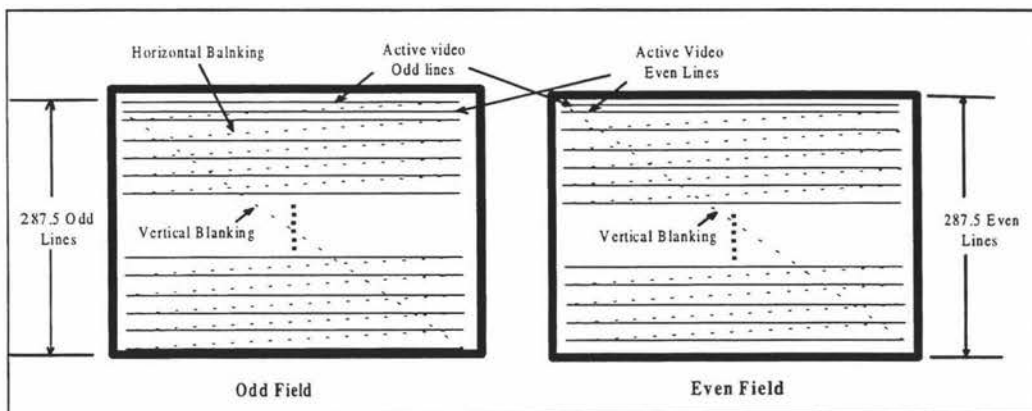 Horizontal Balnking
Active video
Odd lines
Active Video
Even Lines
287.5 Odd
Lines
Vertical Blanking
Vertical Blanking
287.5 Even
Lines
Odd Field
Even Field